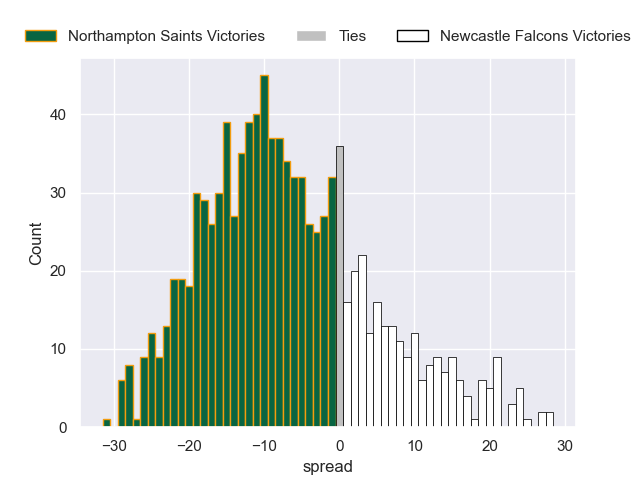 Northampton Saints Victories Ties Newcastle Falcons Victories
40
30
20
10
0
Count
−30 −20 −10 0 10 20 30
spread